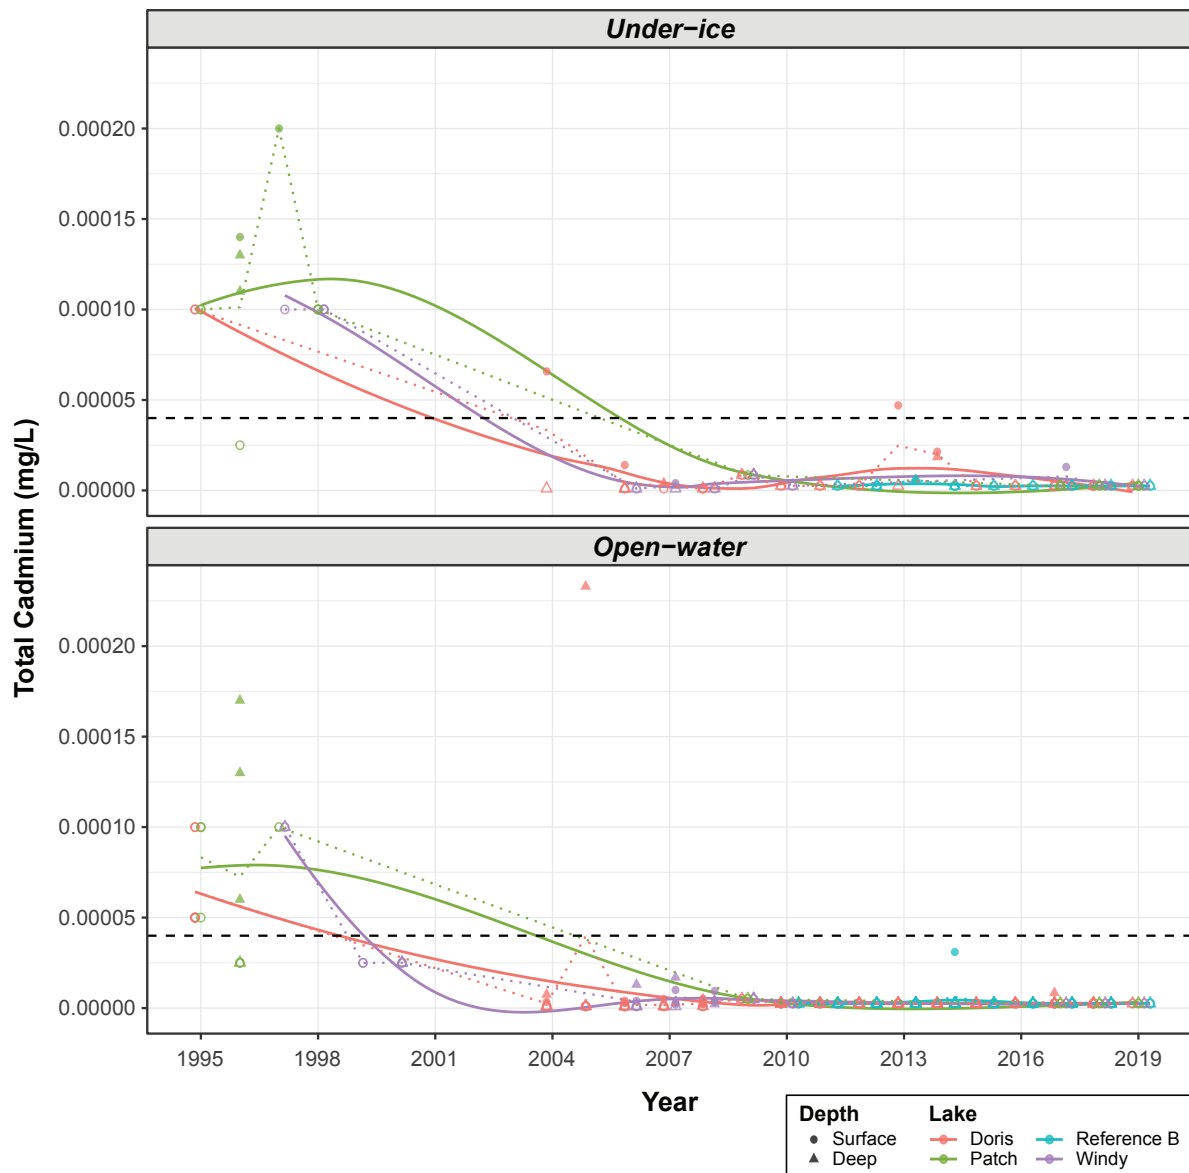 Under−ice
0.00020
0.00015
0.00010
0.00005
0.00000
Open−water
0.00020
0.00015
0.00010
0.00005
0.00000
Total Cadmium (mg/L)
1995 1998 2001 2004 2007 2010 2013 2016 2019
Year
Depth Lake
Surface Doris Reference B
Deep Patch Windy